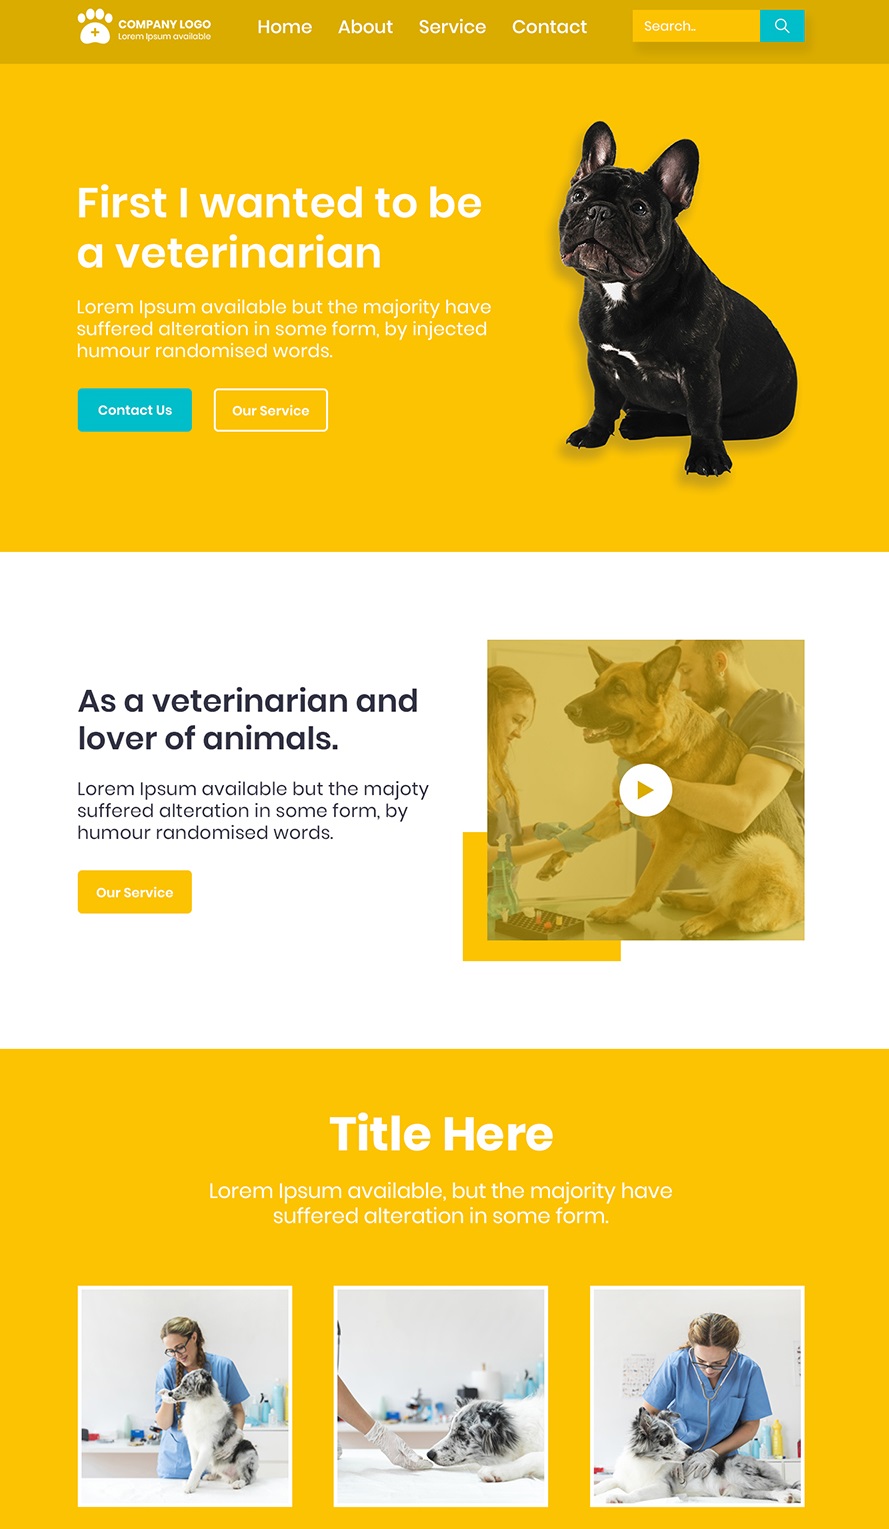 COMPANY LOGO
Lorem Ipsum available
Home About Service Contact
Search..
First I wanted to be
a veterinarian
Lorem Ipsum available but the majority have
suffered alteration in some form, by injected
humour randomised words.
Contact Us
Our Service
As a veterinarian and
lover of animals.
Lorem Ipsum available but the majoty
suffered alteration in some form, by
humour randomised words.
Our Service
Title Here
Lorem Ipsum available, but the majority have
suffered alteration in some form.